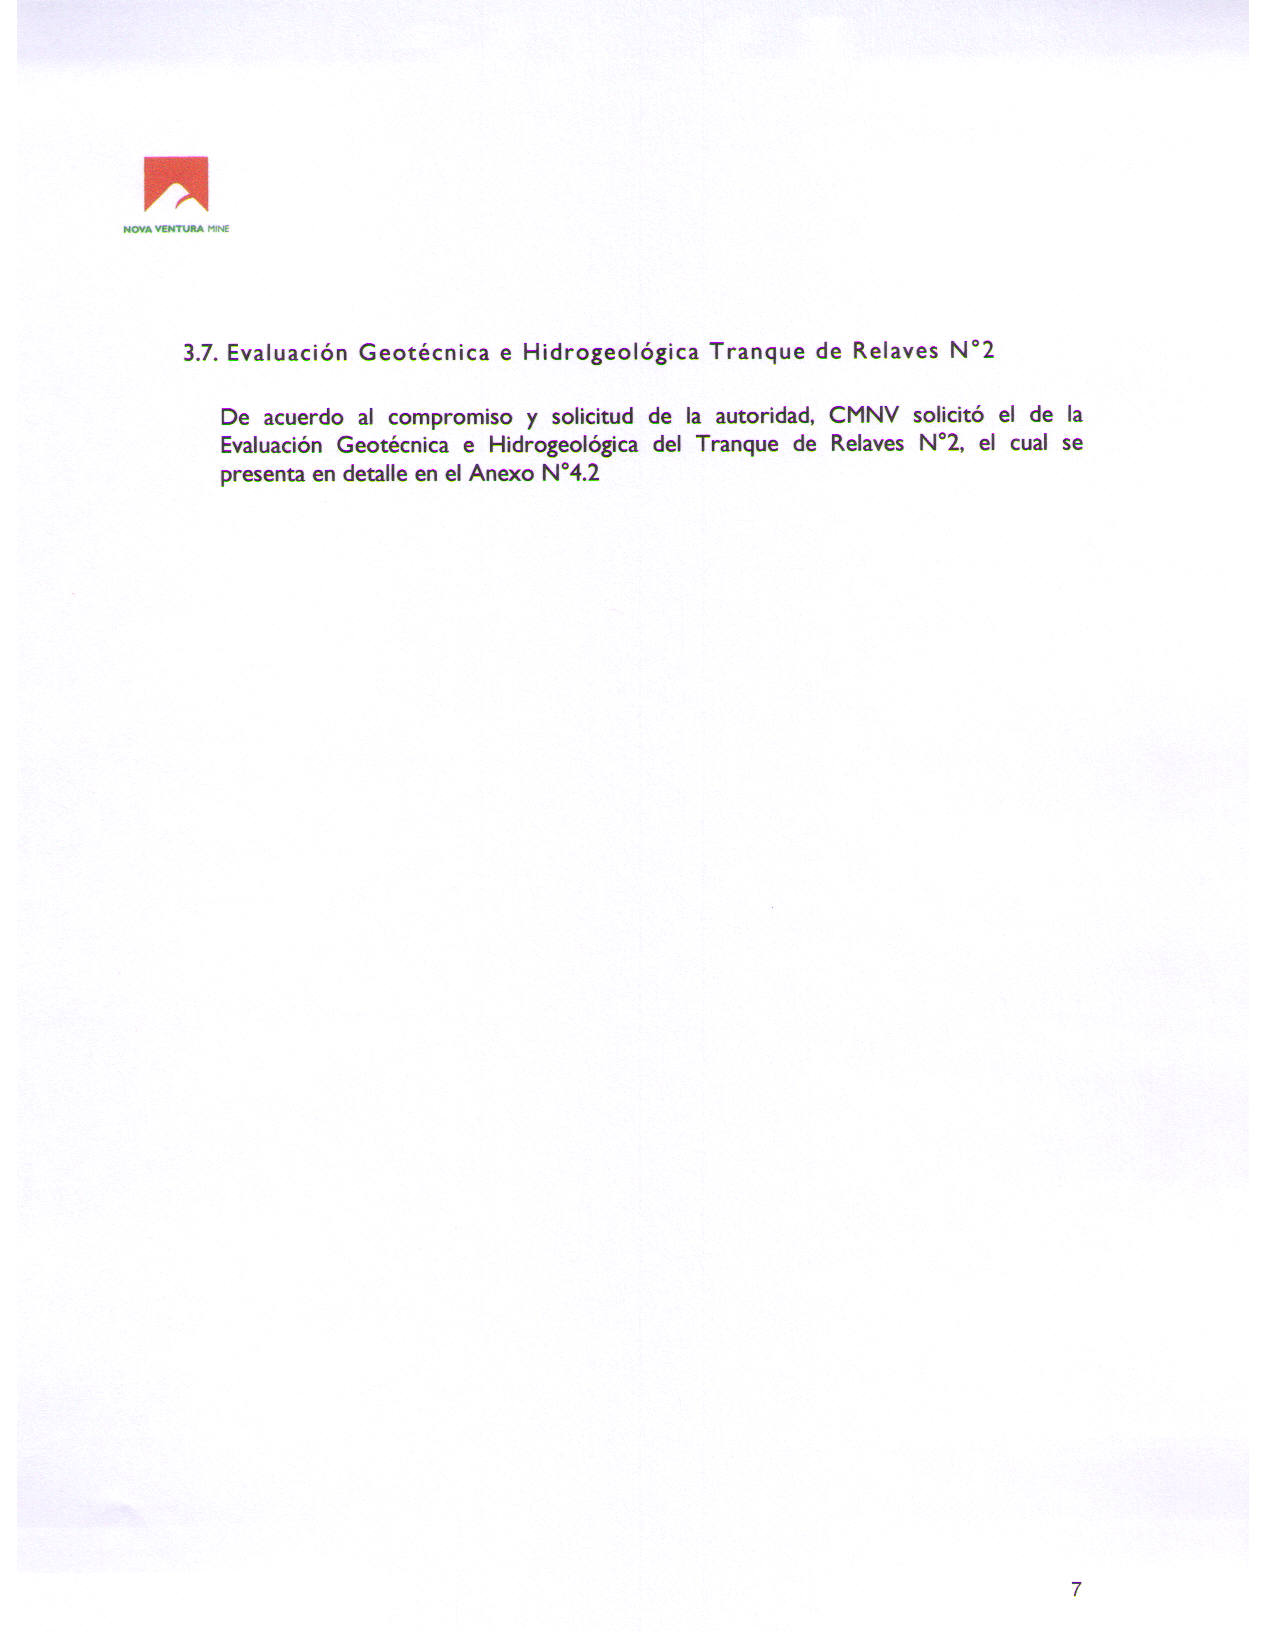 NOVA VENTURA MINE
3.7. Evaluación Geotécnica e Hidrogeológica Tranque de Relaves N°2
De acuerdo al compromiso y solicitud de la autoridad, CMNV solicitó el de la
Evaluación Geotécnica e Hidrogeológica del Tranque de Relaves N°2, el cual se
presenta en detalle en el Anexo N°4.2
7